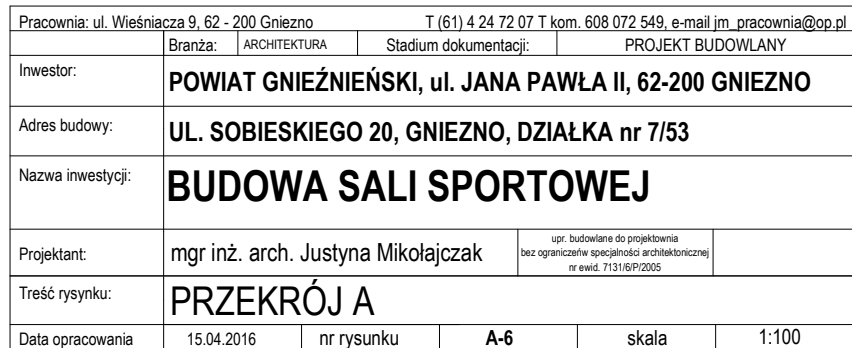 Pracownia: ul. Wieśniacza 9, 62 - 200 Gniezno T (61) 4 24 72 07 T kom. 608 072 549, e-mail jm_pracownia@op.pl
Branża: ARCHITEKTURA Stadium dokumentacji: PROJEKT BUDOWLANY
Inwestor: POWIAT GNIEŹNIEŃSKI, ul. JANA PAWŁA II, 62-200 GNIEZNO
Adres budowy: UL. SOBIESKIEGO 20, GNIEZNO, DZIAŁKA nr 7/53
Nazwa inwestycji: BUDOWA SALI SPORTOWEJ
Projektant: mgr inż. arch. Justyna Mikołajczak
upr. budowlane do projektownia
bez ograniczeńw specjalności architektonicznej
nr ewid. 7131/6/P/2005
Treść rysunku: PRZEKRÓJ A
Data opracowania 15.04.2016 nr rysunku A-6 skala 1:100